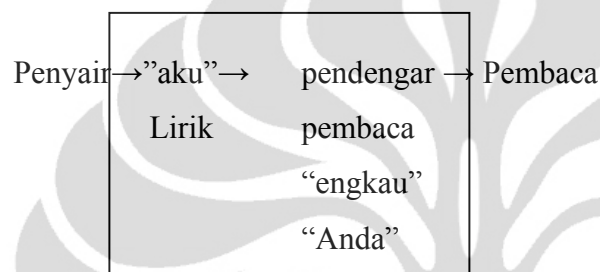 Penyair→”aku”→ pendengar → Pembaca
Lirik pembaca
“engkau”
“Anda”